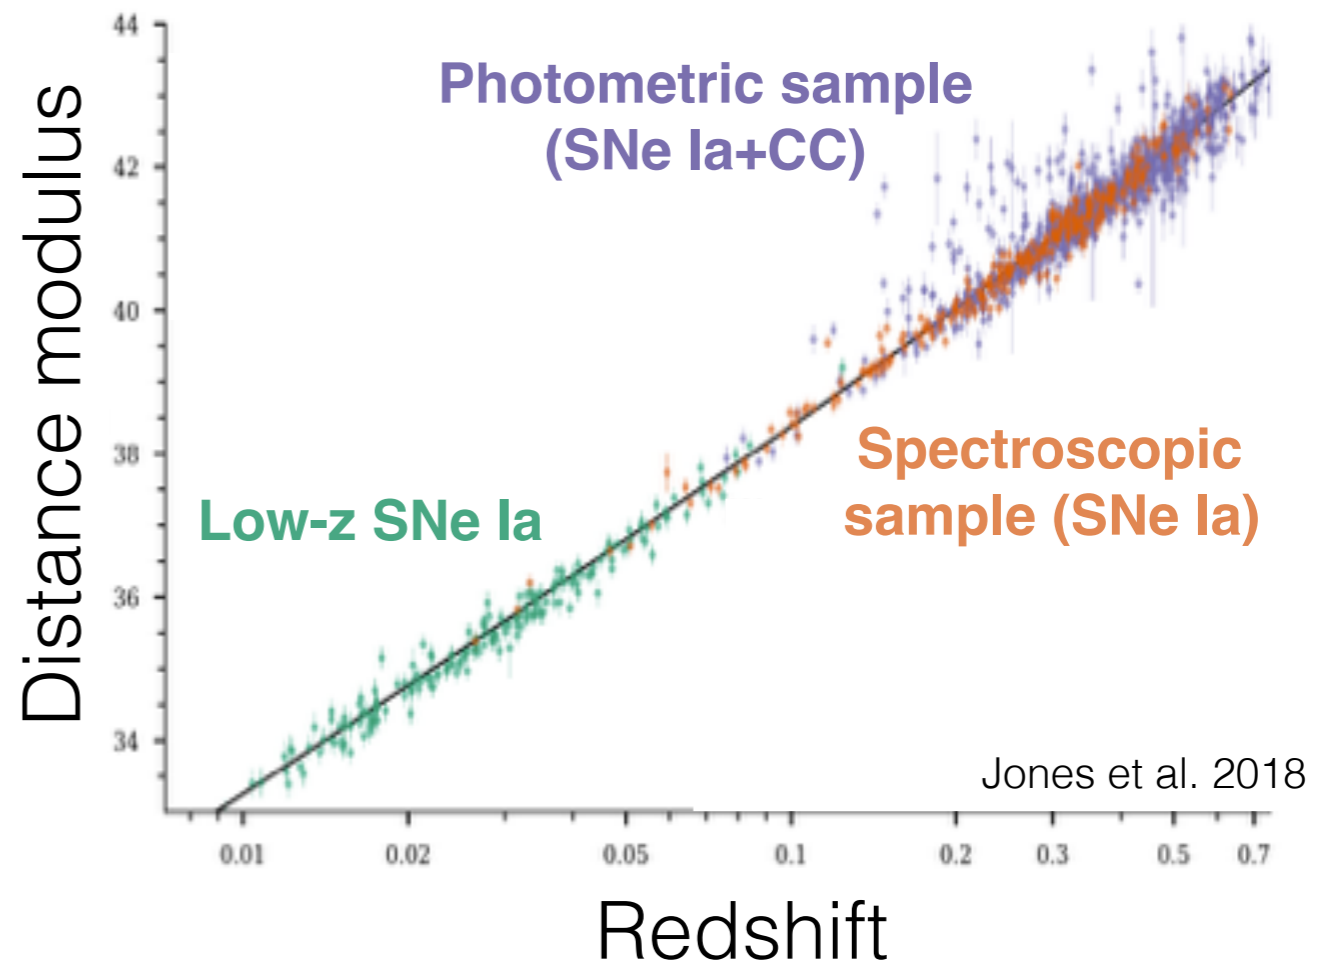 44
Photometric sample
(SNe Ia+CC)
42
40
Distance modulus
38
Spectroscopic
sample (SNe Ia)
Low-z SNe Ia
36
34
Jones et al. 2018
0.01 0.02 0.05 0.1 0.2 0.3 0.5 0.7
Redshift